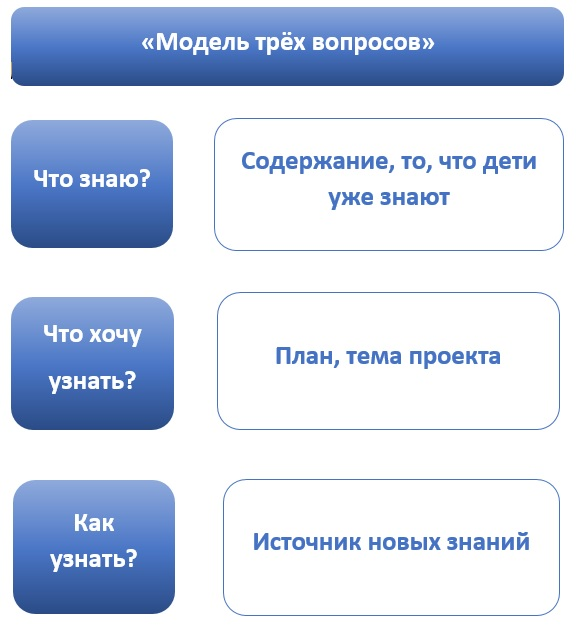 «Модель трёх вопросов»
Что знаю?
Содержание, то, что дети
уже знают
Что хочу
узнать?
План, тема проекта
Как
узнать?
Источник новых знаний